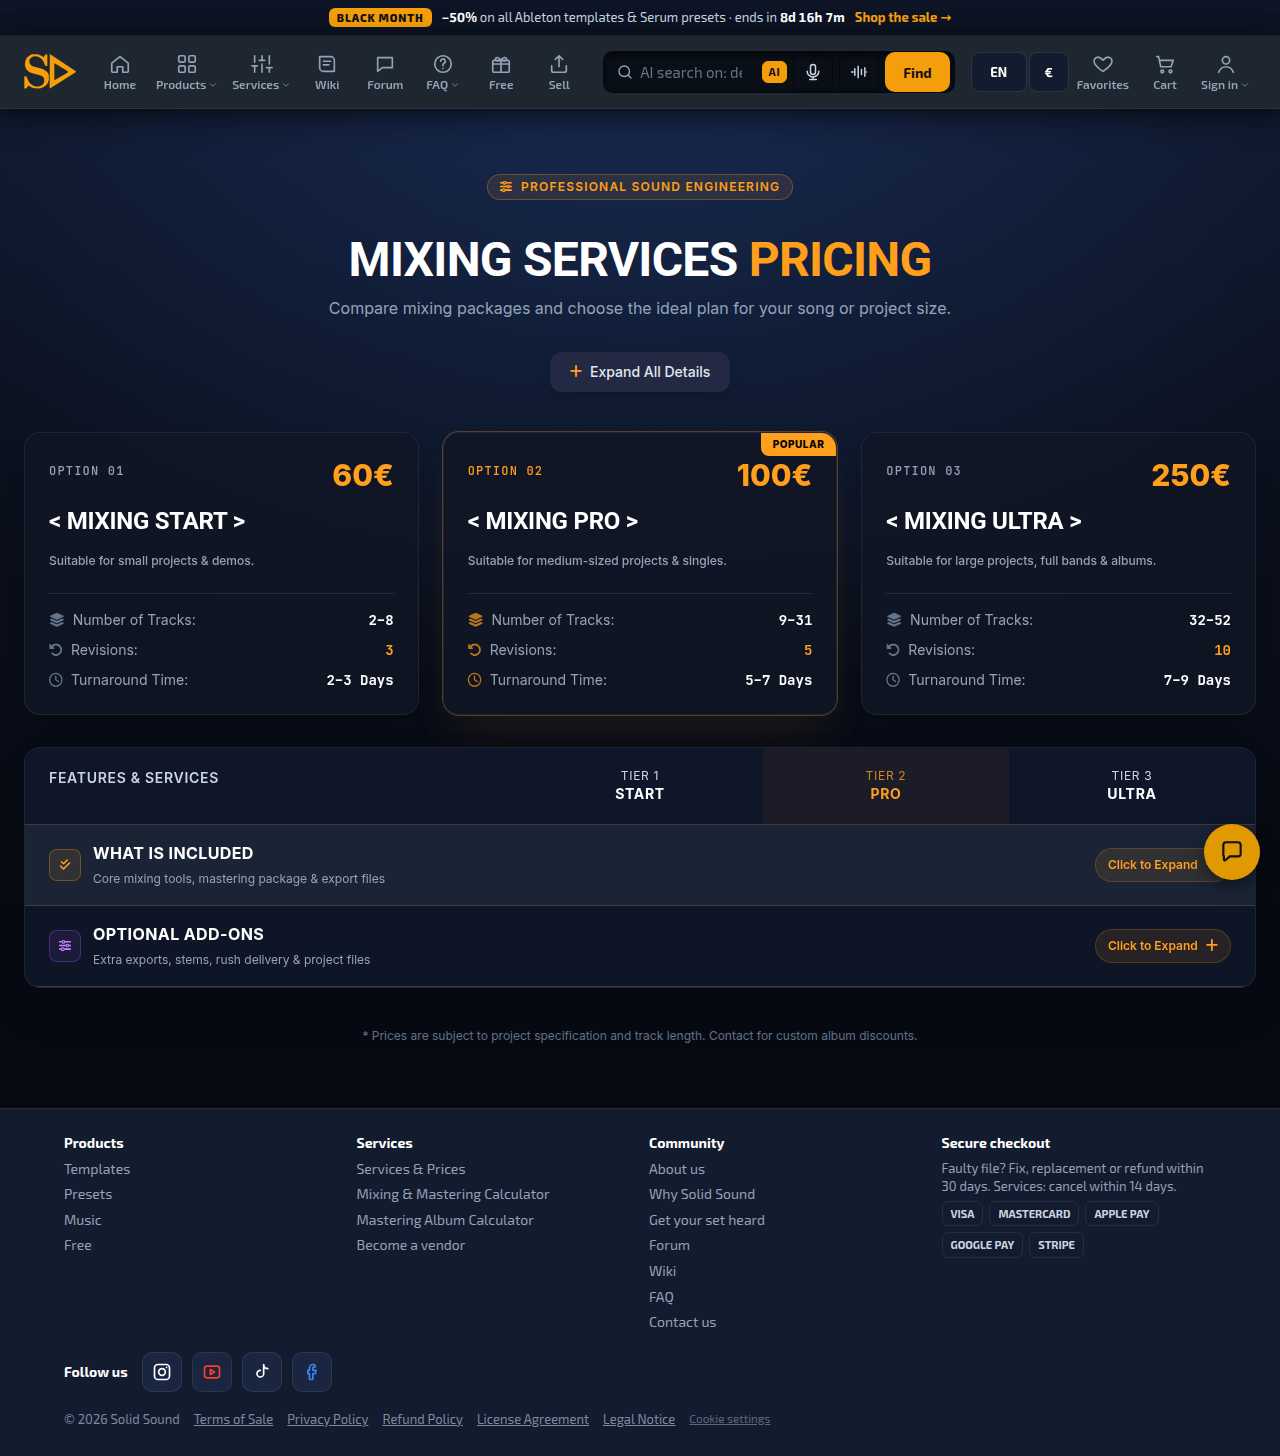 BLACK MONTH −50% on all Ableton templates & Serum presets · ends in 8d 16h 7m Shop the sale →
Home Products Services Wiki Forum FAQ Free Sell AI search on: de AI Find EN € Favorites Cart Sign in
PROFESSIONAL SOUND ENGINEERING
MIXING SERVICES PRICING
Compare mixing packages and choose the ideal plan for your song or project size.
+ Expand All Details
OPTION 01 60€
< MIXING START >
Suitable for small projects & demos.
Number of Tracks: 2–8
Revisions: 3
Turnaround Time: 2–3 Days
POPULAR
OPTION 02 100€
< MIXING PRO >
Suitable for medium-sized projects & singles.
Number of Tracks: 9–31
Revisions: 5
Turnaround Time: 5–7 Days
OPTION 03 250€
< MIXING ULTRA >
Suitable for large projects, full bands & albums.
Number of Tracks: 32–52
Revisions: 10
Turnaround Time: 7–9 Days
FEATURES & SERVICES
TIER 1
START
TIER 2
PRO
TIER 3
ULTRA
WHAT IS INCLUDED
Core mixing tools, mastering package & export files
Click to Expand
OPTIONAL ADD-ONS
Extra exports, stems, rush delivery & project files
Click to Expand +
* Prices are subject to project specification and track length. Contact for custom album discounts.
Products
Templates
Presets
Music
Free
Services
Services & Prices
Mixing & Mastering Calculator
Mastering Album Calculator
Become a vendor
Community
About us
Why Solid Sound
Get your set heard
Forum
Wiki
FAQ
Contact us
Secure checkout
Faulty file? Fix, replacement or refund within
30 days. Services: cancel within 14 days.
VISA MASTERCARD APPLE PAY
GOOGLE PAY STRIPE
Follow us
© 2026 Solid Sound Terms of Sale Privacy Policy Refund Policy License Agreement Legal Notice Cookie settings